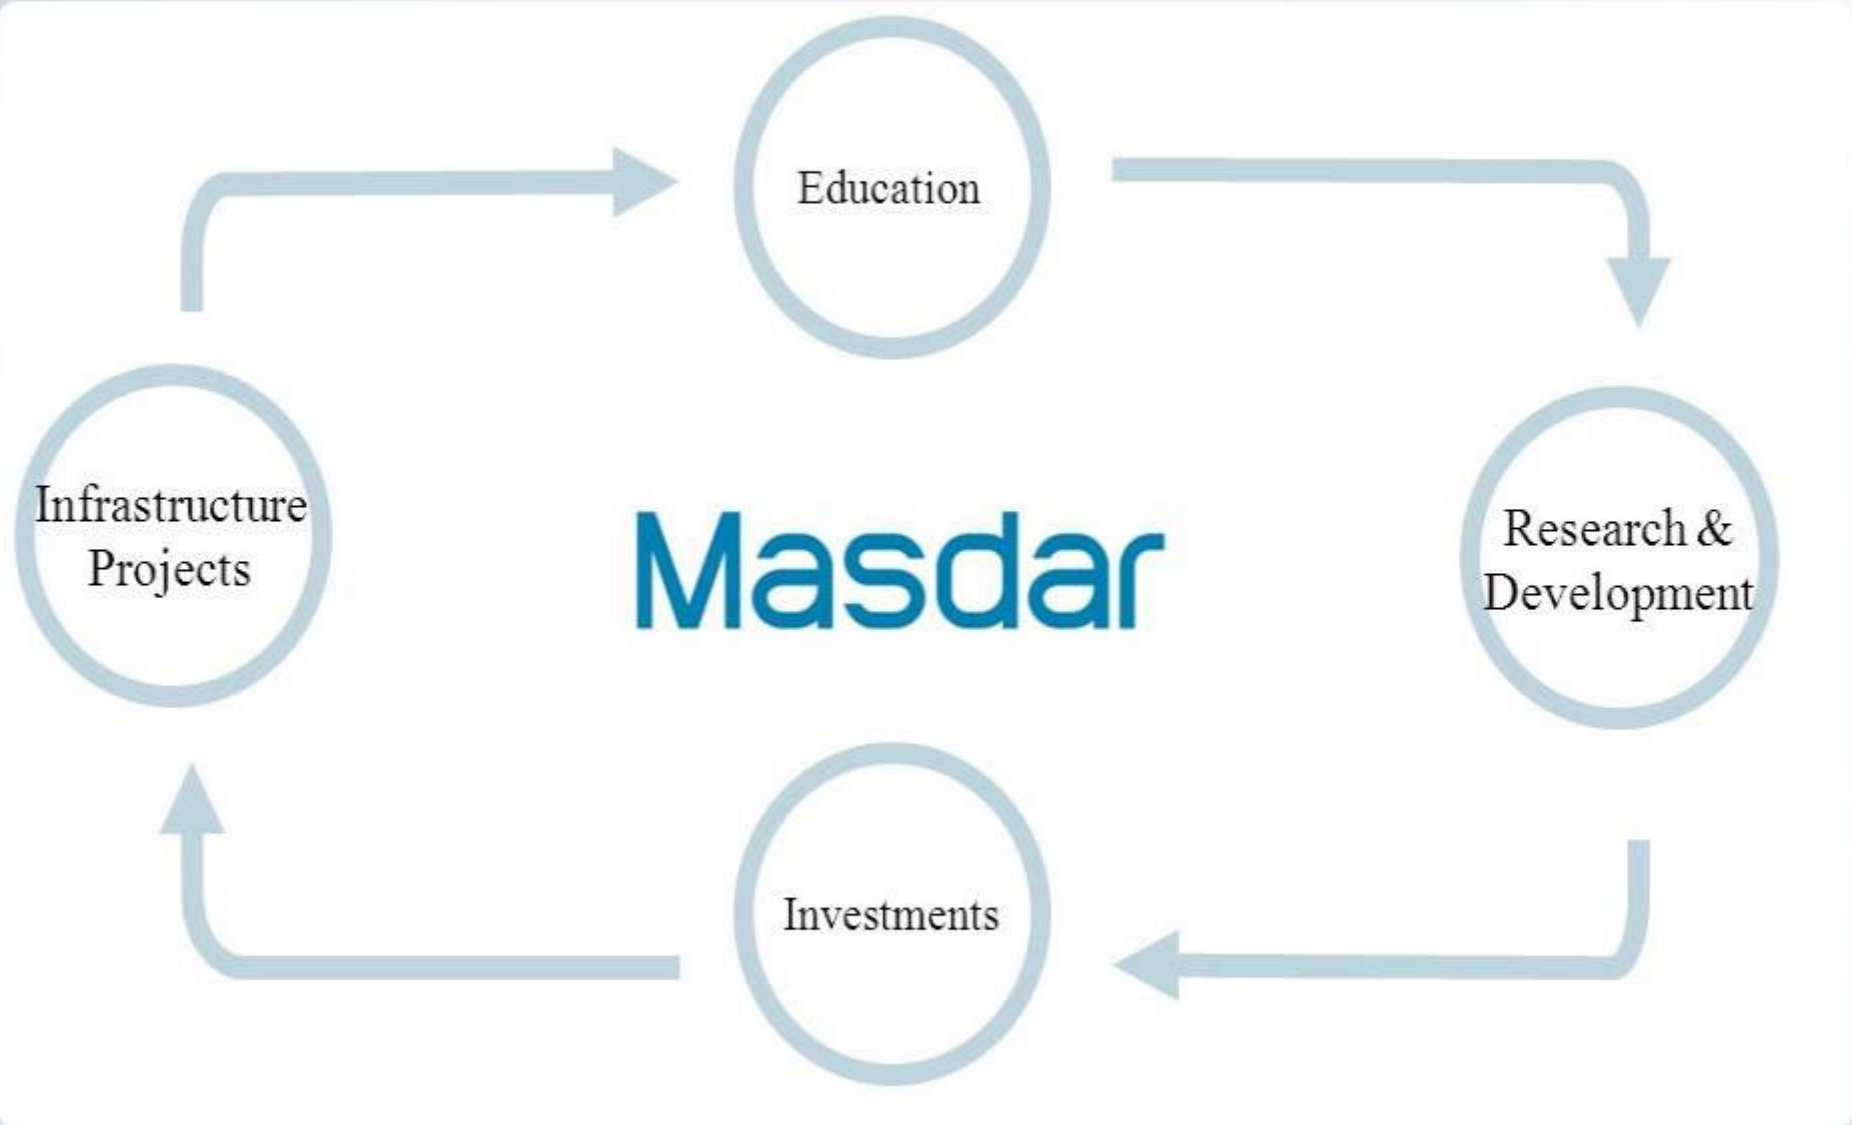 Education
Infrastructure
Projects
Masdar
Research &
Development
Investments